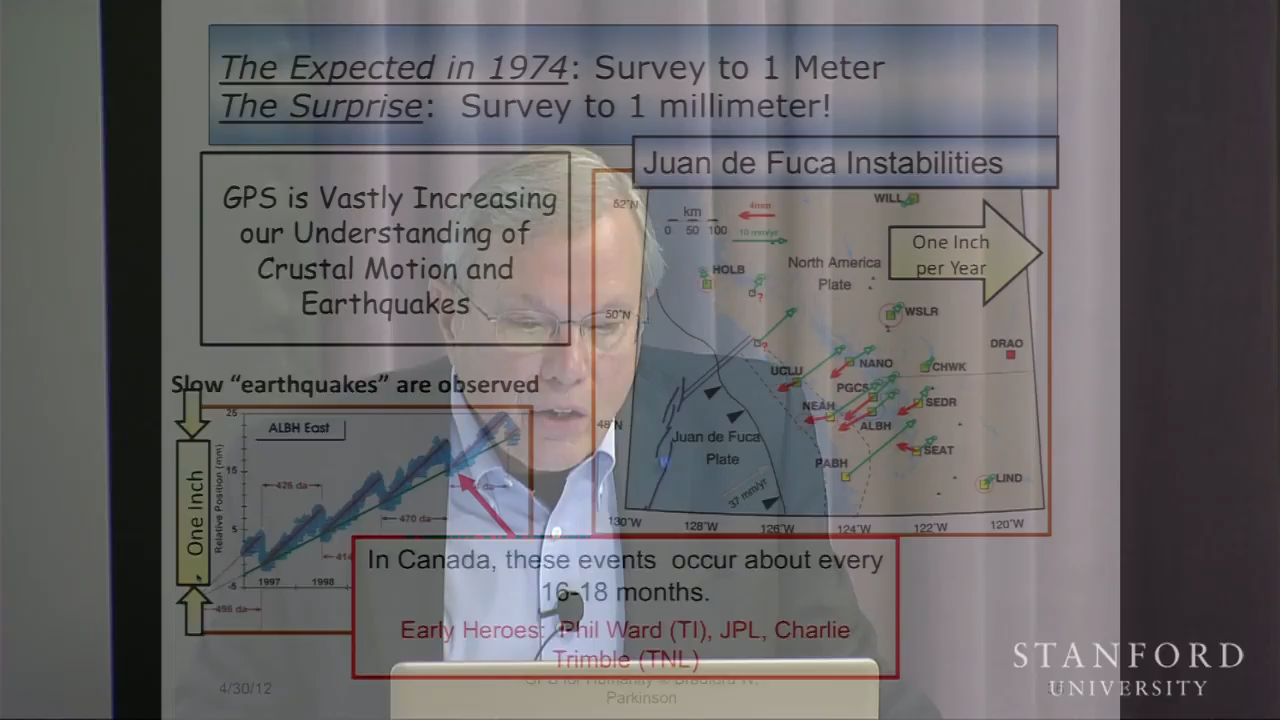 The Expected in 1974: Survey to 1 Meter
The Surprise: Survey to 1 millimeter!
GPS is Vastly Increasing
our Understanding of
Crustal Motion and
Earthquakes
Juan de Fuca Instabilities
52°N
km
0 50 100
4mm
10 mm/yr
WILL
One Inch
per Year
HOLB
?
North America
Plate
50°N
WSLR
?
DRAO
UCLU
NANO
CHWK
PGC5
NEAH
SEDR
ALBH
48°N
Juan de Fuca
Plate
SEAT
PABH
LIND
37 mm/yr
130°W
128°W
126°W
124°W
122°W
120°W
Slow "earthquakes" are observed
One Inch
Relative Position (mm)
25
15
5
-5
ALBH East
426 da
470 da
1997
1998
In Canada, these events occur about every
16-18 months.
Early Heroes: Phil Ward (TI), JPL, Charlie
Trimble (TNL)
4/30/12
GPS for Humanity
Bradford W.
Parkinson
STANFORD
UNIVERSITY